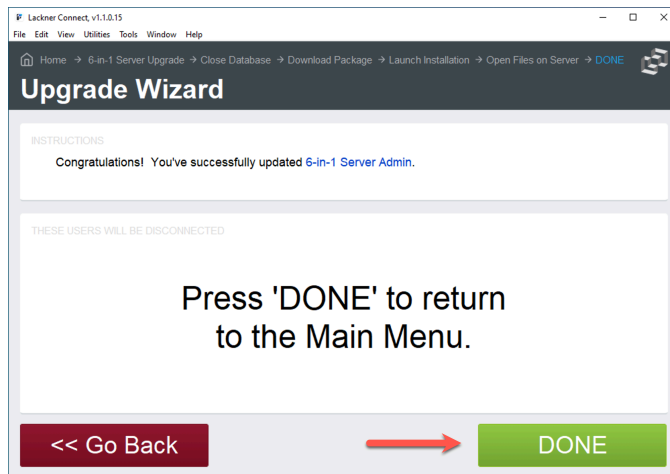 Lackner Connect, v1.1.0.15
File Edit View Utilities Tools Window Help
Home → 6-in-1 Server Upgrade → Close Database → Download Package → Launch Installation → Open Files on Server → DONE
Upgrade Wizard
INSTRUCTIONS
Congratulations! You've successfully updated 6-in-1 Server Admin.
THESE USERS WILL BE DISCONNECTED
Press 'DONE' to return
to the Main Menu.
<< Go Back
DONE